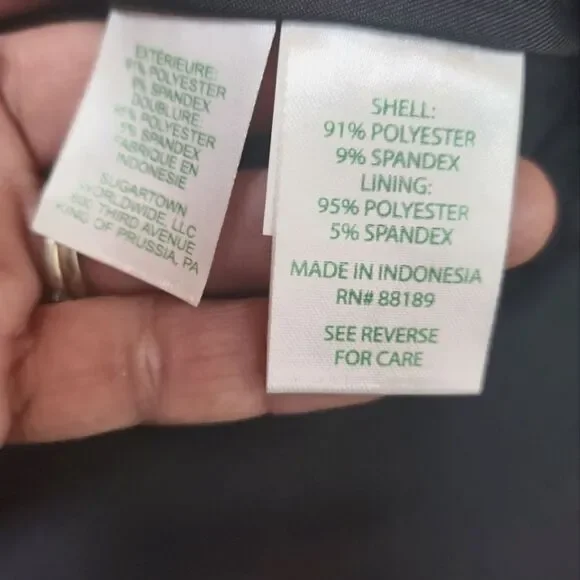 EXTÉRIEURE:
91% POLYESTER
9% SPANDEX
DOUBLURE:
95% POLYESTER
5% SPANDEX
FABRIQUÉ EN
INDONESIE
SUGARTOWN
WORLDWIDE, LLC
THIRD AVENUE
KING OF PRUSSIA, PA
SHELL:
91% POLYESTER
9% SPANDEX
LINING:
95% POLYESTER
5% SPANDEX
MADE IN INDONESIA
RN# 88189
SEE REVERSE
FOR CARE